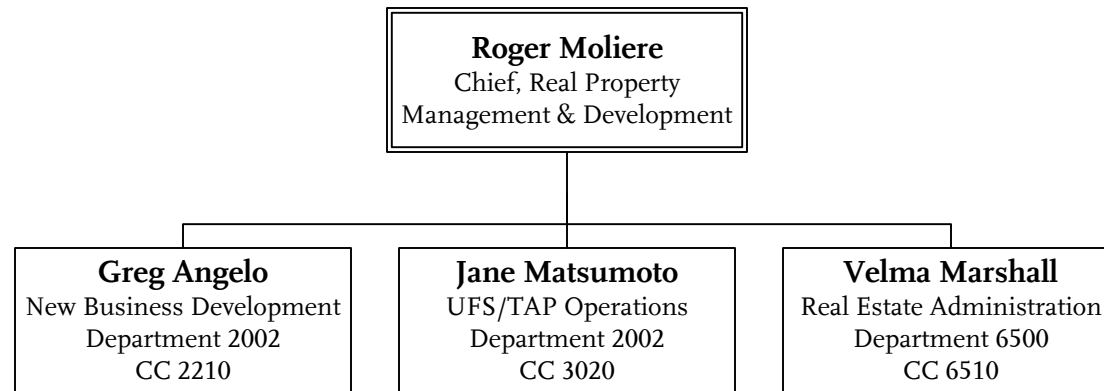 Roger Moliere
Chief, Real Property
Management & Development
Greg Angelo
New Business Development
Department 2002
CC 2210
Jane Matsumoto
UFS/TAP Operations
Department 2002
CC 3020
Velma Marshall
Real Estate Administration
Department 6500
CC 6510